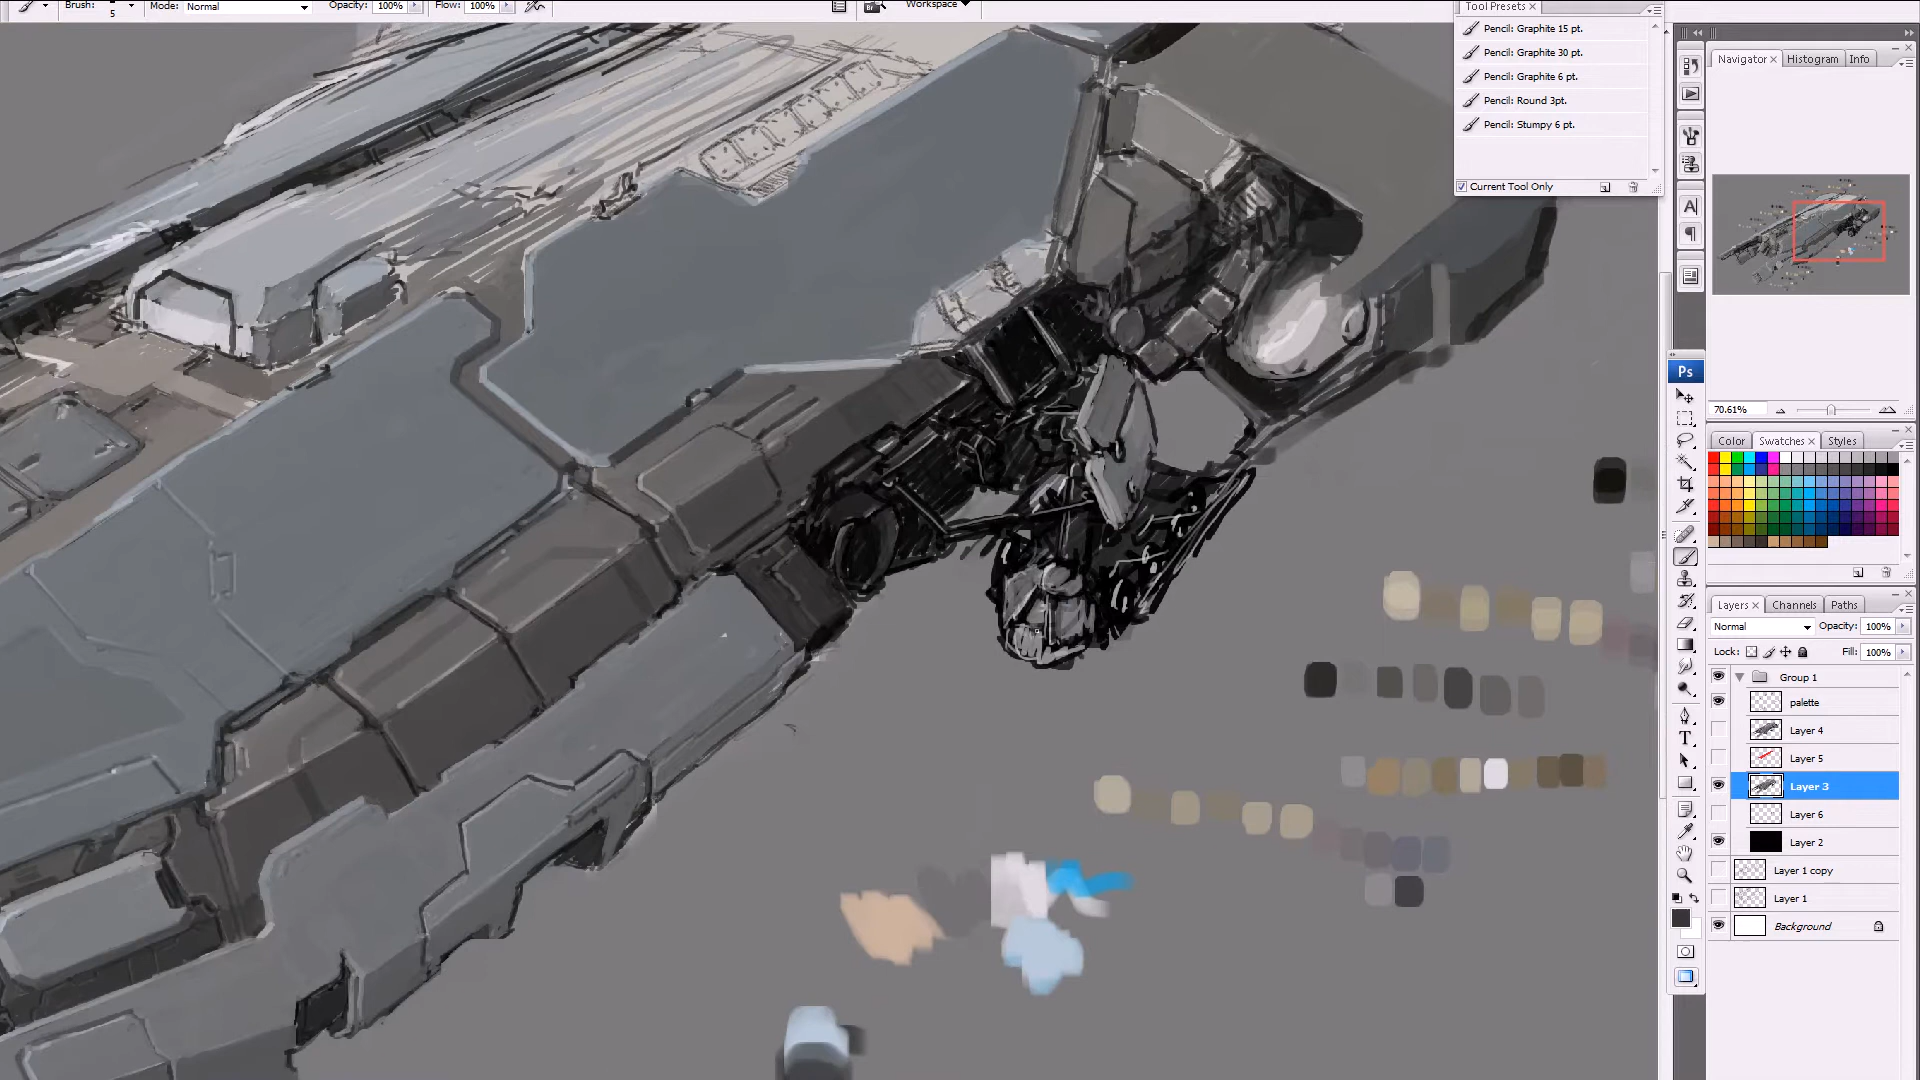 Brush:
5
Mode: Normal
Opacity: 100%
Flow: 100%
Br
Workspace
Tool Presets ×
Pencil: Graphite 15 pt.
Pencil: Graphite 30 pt.
Pencil: Graphite 6 pt.
Pencil: Round 3pt.
Pencil: Stumpy 6 pt.
Current Tool Only
Navigator × Histogram Info
A
70.61%
Ps
Color Swatches × Styles
Layers × Channels Paths
Normal Opacity: 100%
Lock: Fill: 100%
Group 1
palette
Layer 4
Layer 5
Layer 3
Layer 6
Layer 2
Layer 1 copy
Layer 1
Background
T